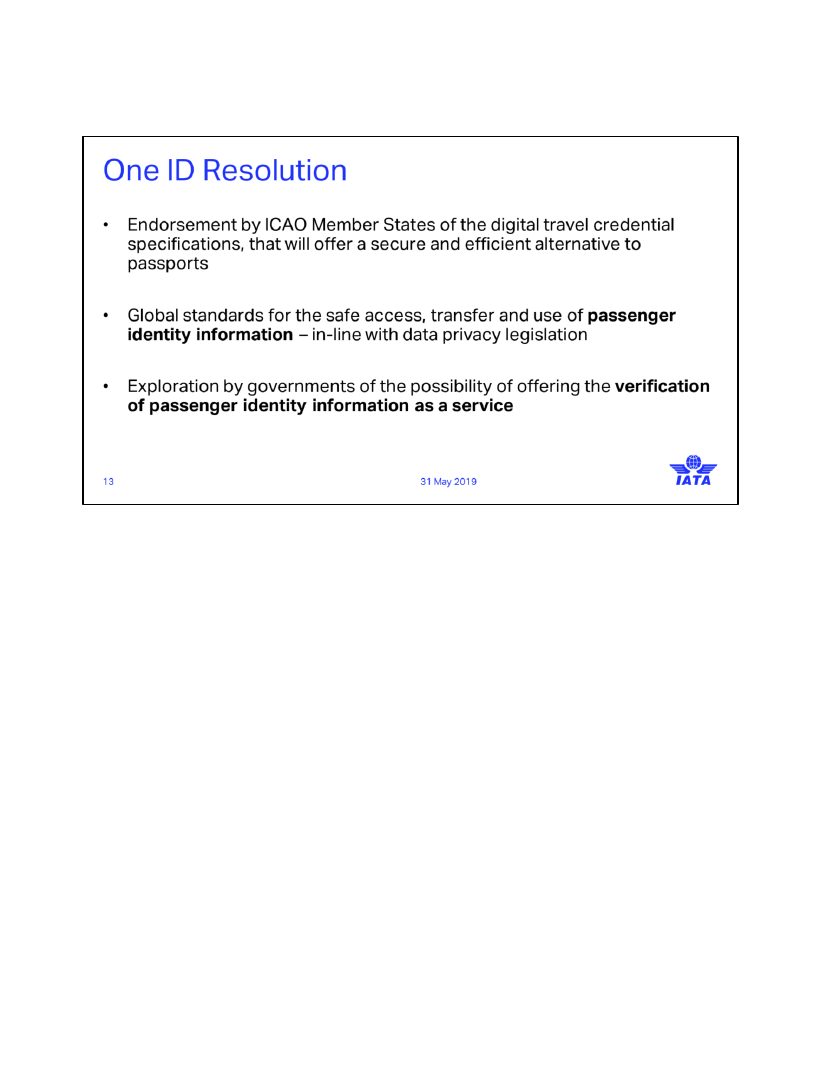 One ID Resolution
• Endorsement by ICAO Member States of the digital travel credential
specifications, that will offer a secure and efficient alternative to
passports
• Global standards for the safe access, transfer and use of passenger
identity information – in-line with data privacy legislation
• Exploration by governments of the possibility of offering the verification
of passenger identity information as a service
13
31 May 2019
IATA